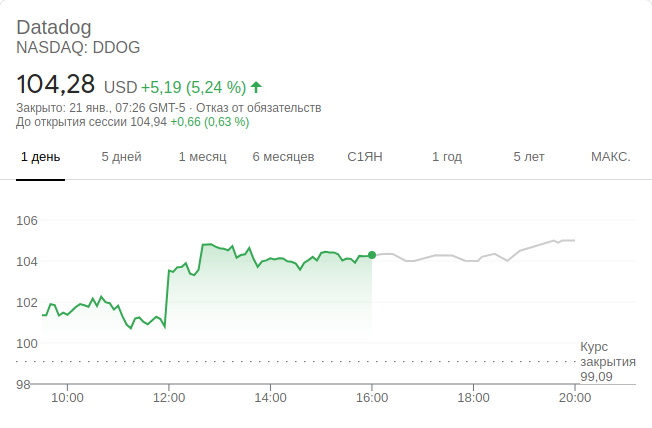 Datadog
NASDAQ: DDOG
104,28 USD +5,19 (5,24 %)
Закрыто: 21 янв., 07:26 GMT-5 · Отказ от обязательств
До открытия сессии 104,94 +0,66 (0,63 %)
1 день 5 дней 1 месяц 6 месяцев С1ЯН 1 год 5 лет МАКС.
106
104
102
100
Курс
закрытия
99,09
98
10:00 12:00 14:00 16:00 18:00 20:00